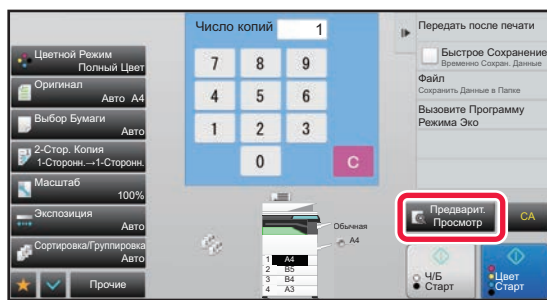 Число копий 1
7 8 9
4 5 6
1 2 3
0 C
Цветной Режим
Полный Цвет
Оригинал
Авто A4
Выбор Бумаги
Авто
2-Стор. Копия
1-Сторонн.→1-Сторонн.
Масштаб
100%
Экспозиция
Авто
Сортировка/Группировка
Авто
Прочие
Обычная
A4
1 A4
2 B5
3 B4
4 A3
Передать после печати
Быстрое Сохранение
Временно Сохран. Данные
Файл
Сохранить Данные в Папке
Вызовите Программу
Режима Эко
Предварит.
Просмотр
CA
Ч/Б
Старт
Цвет
Старт